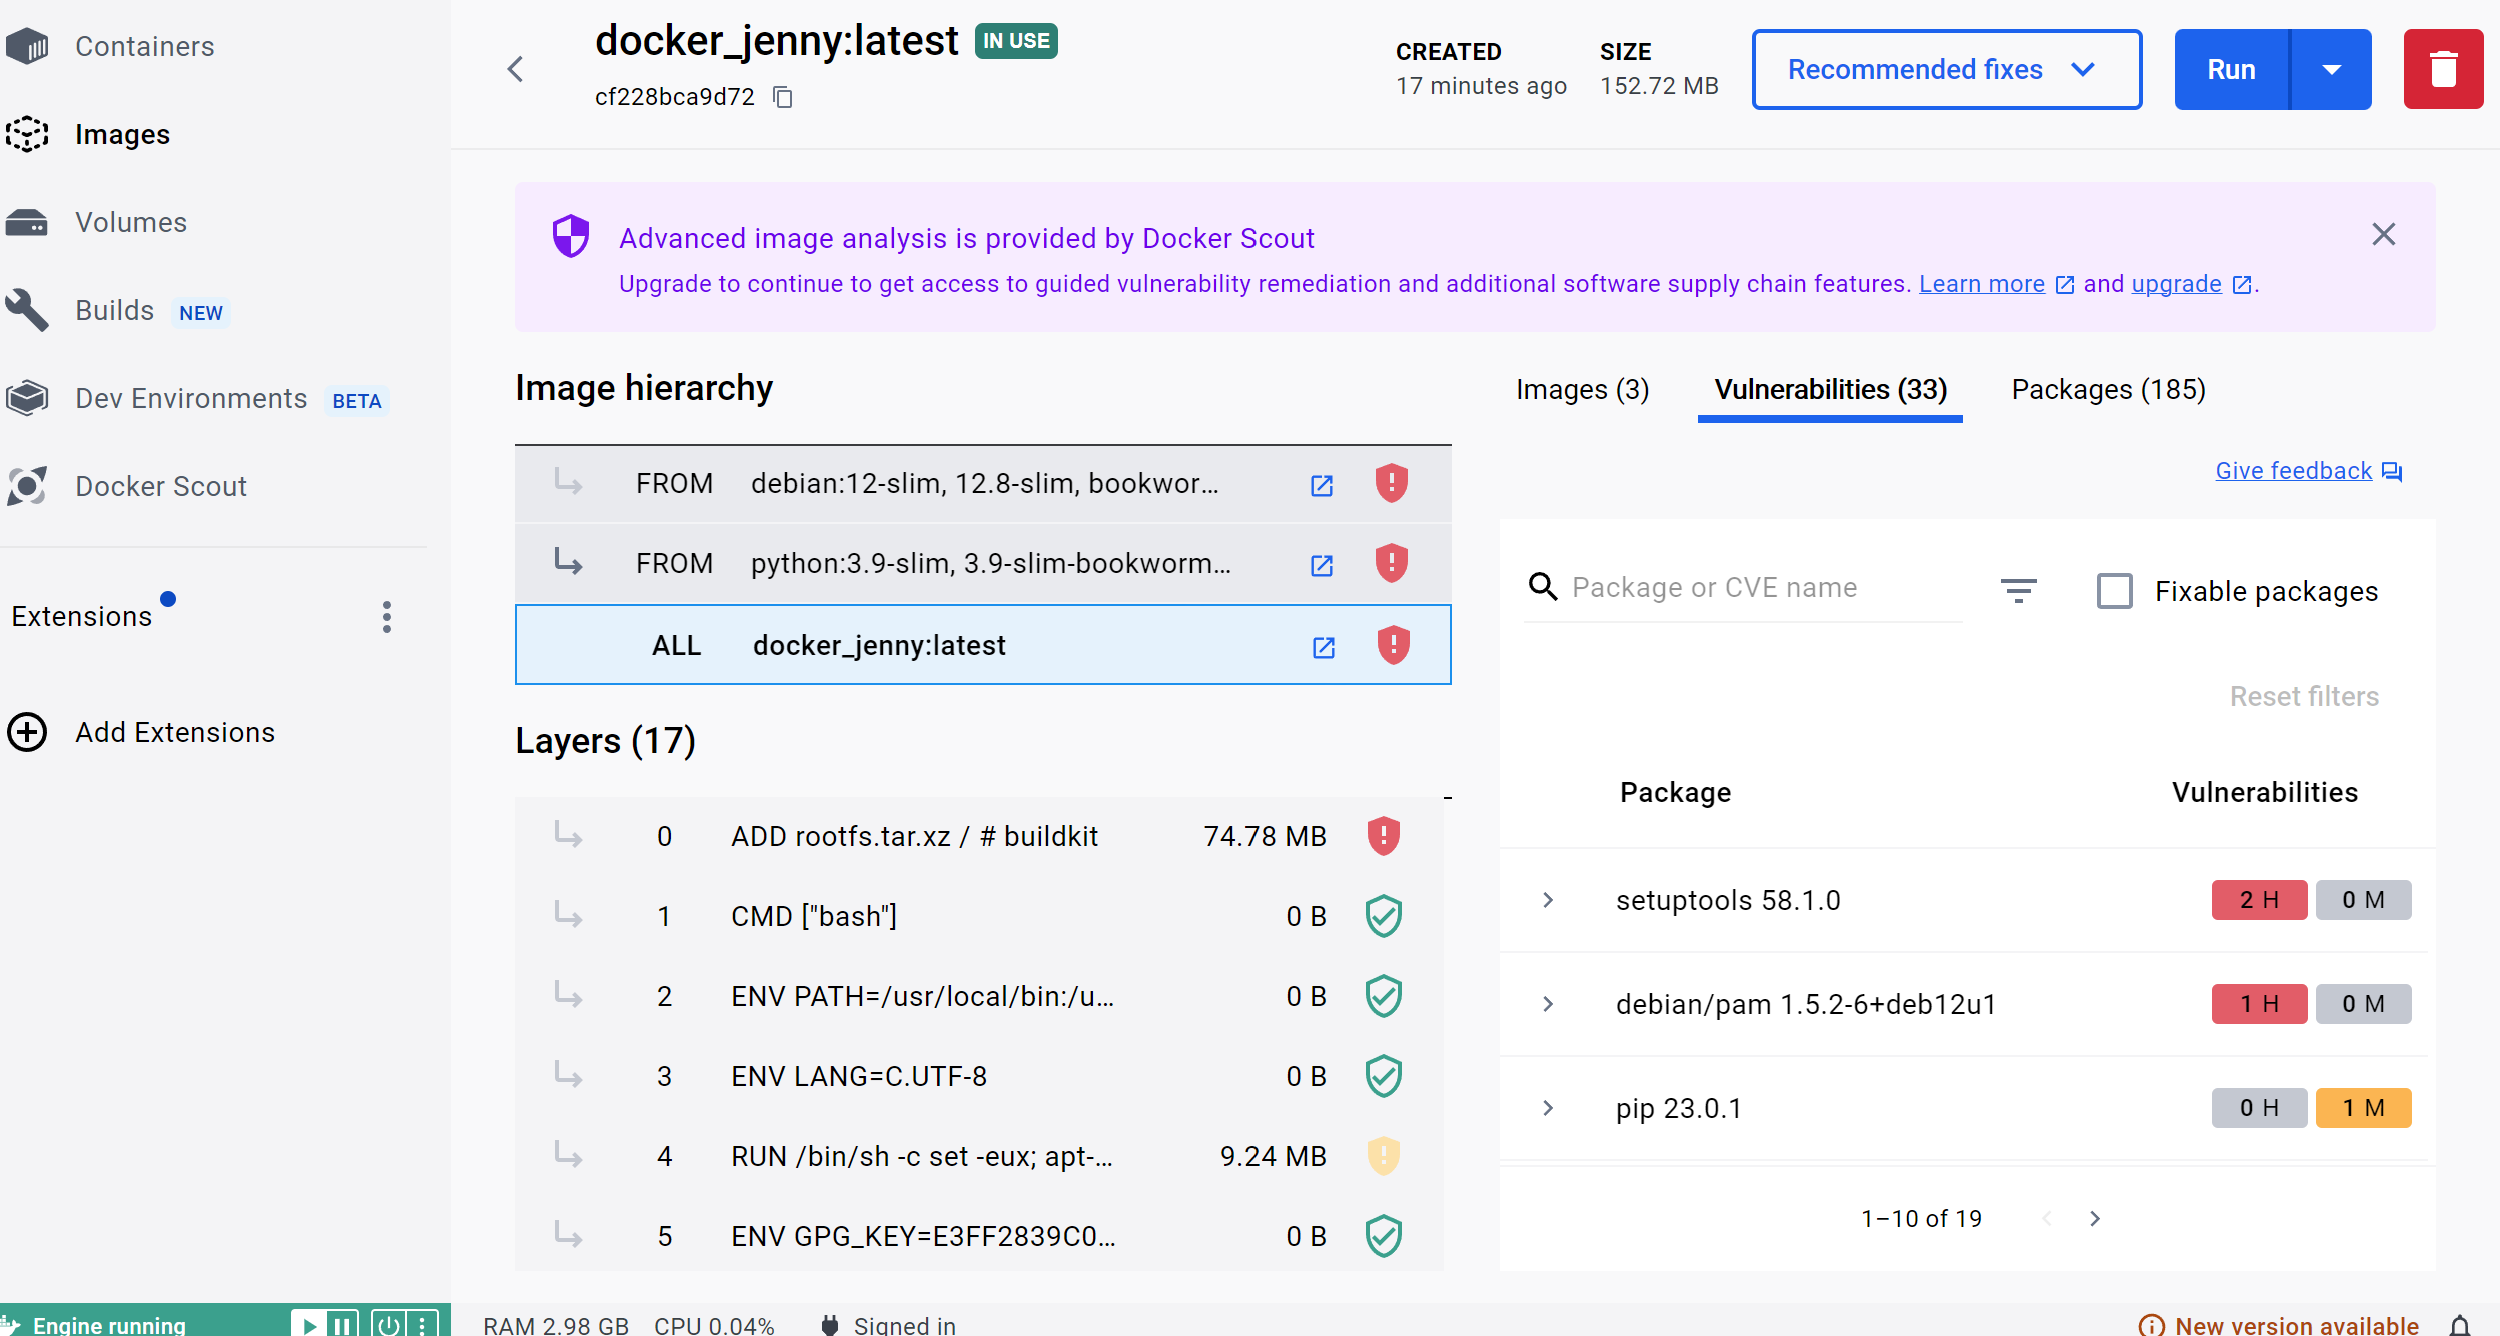 Containers
Images
Volumes
Builds NEW
Dev Environments BETA
Docker Scout
Extensions
Add Extensions
docker_jenny:latest IN USE
cf228bca9d72
CREATED
17 minutes ago
SIZE
152.72 MB
Recommended fixes
Run
Advanced image analysis is provided by Docker Scout
Upgrade to continue to get access to guided vulnerability remediation and additional software supply chain features. Learn more and upgrade .
Image hierarchy
FROM debian:12-slim, 12.8-slim, bookwor...
FROM python:3.9-slim, 3.9-slim-bookworm...
ALL docker_jenny:latest
Layers (17)
0 ADD rootfs.tar.xz / # buildkit 74.78 MB
1 CMD ["bash"] 0 B
2 ENV PATH=/usr/local/bin:/u... 0 B
3 ENV LANG=C.UTF-8 0 B
4 RUN /bin/sh -c set -eux; apt-... 9.24 MB
5 ENV GPG_KEY=E3FF2839C0... 0 B
Images (3) Vulnerabilities (33) Packages (185)
Give feedback
Package or CVE name
Fixable packages
Reset filters
Package Vulnerabilities
setuptools 58.1.0 2 H 0 M
debian/pam 1.5.2-6+deb12u1 1 H 0 M
pip 23.0.1 0 H 1 M
1–10 of 19
Engine running
RAM 2.98 GB CPU 0.04% Signed in
New version available